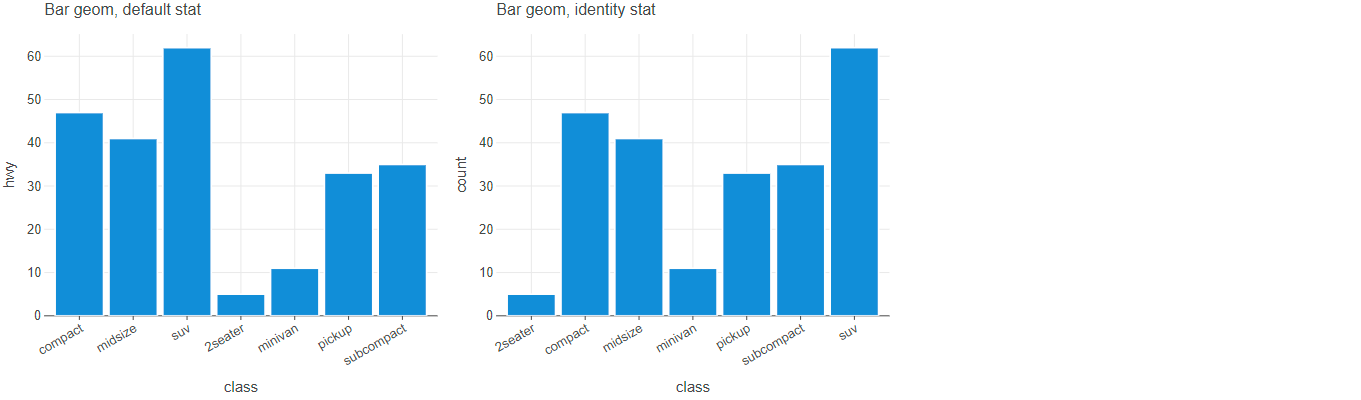 Bar geom, default stat
60
50
40
30
20
10
0
hwy
compact
midsize
suv
2seater
minivan
pickup
subcompact
class
Bar geom, identity stat
60
50
40
30
20
10
0
count
2seater
compact
midsize
minivan
pickup
subcompact
suv
class